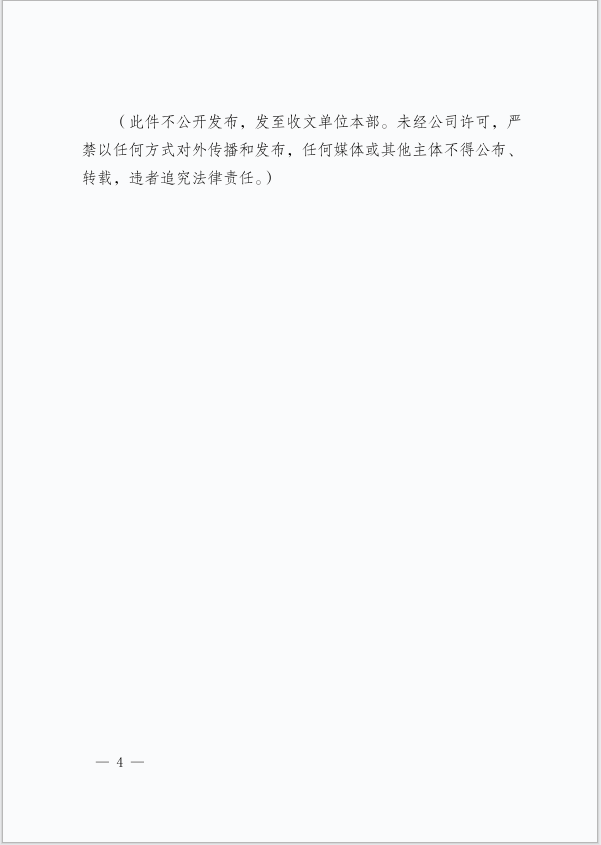 （此件不公开发布，发至收文单位本部。未经公司许可，严
禁以任何方式对外传播和发布，任何媒体或其他主体不得公布、
转载，违者追究法律责任。）
— 4 —